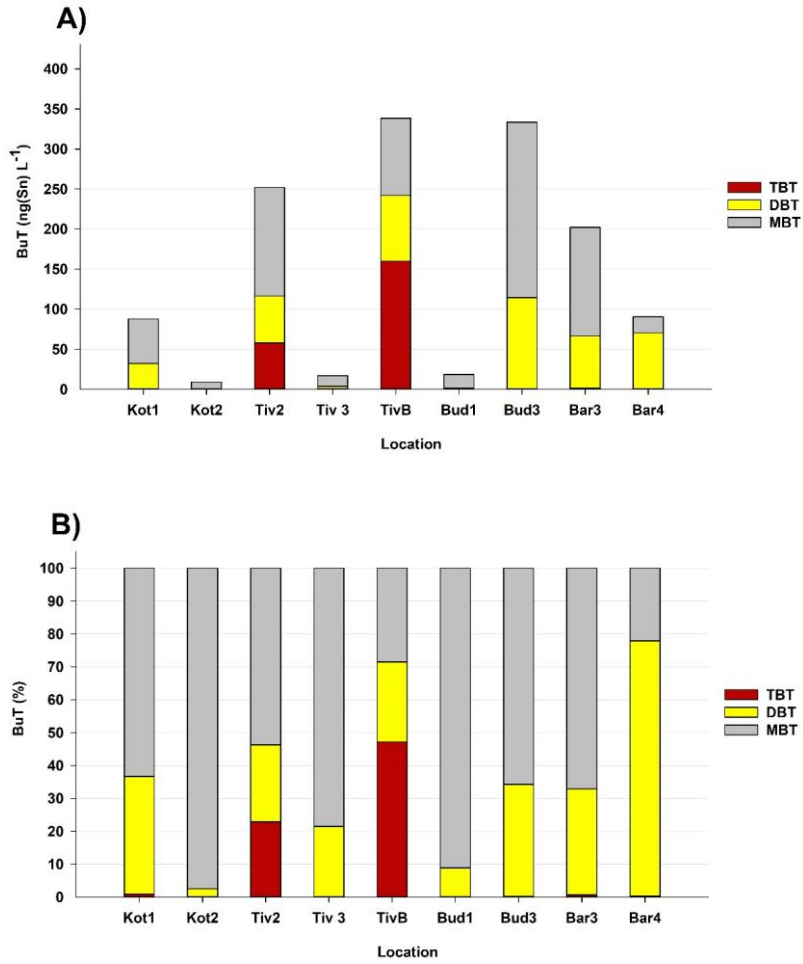 A)
400
350
300
250
200
150
100
50
0
BuT (ng(Sn) L⁻¹)
TBT
DBT
MBT
Kot1 Kot2 Tiv2 Tiv 3 TivB Bud1 Bud3 Bar3 Bar4
Location
B)
100
90
80
70
60
50
40
30
20
10
0
BuT (%)
TBT
DBT
MBT
Kot1 Kot2 Tiv2 Tiv 3 TivB Bud1 Bud3 Bar3 Bar4
Location